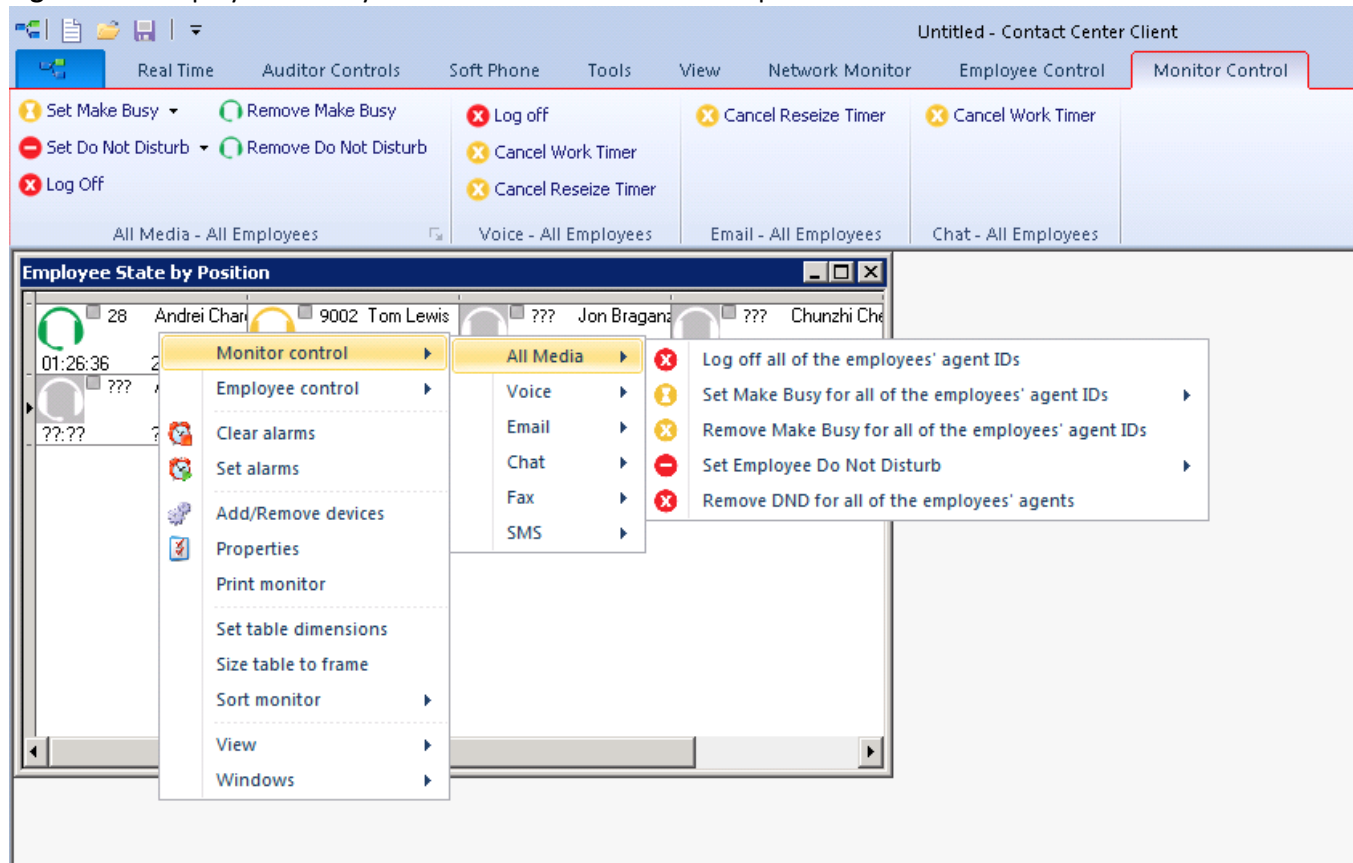 Untitled - Contact Center Client
Real Time Auditor Controls Soft Phone Tools View Network Monitor Employee Control Monitor Control
Set Make Busy Remove Make Busy
Set Do Not Disturb Remove Do Not Disturb
Log Off
All Media - All Employees
Log off
Cancel Work Timer
Cancel Reseize Timer
Voice - All Employees
Cancel Reseize Timer
Email - All Employees
Cancel Work Timer
Chat - All Employees
Employee State by Position
28 Andrei Chari 9002 Tom Lewis ??? Jon Braganz ??? Chunzhi Che
01:26:36 2
???
??:?? ?
Monitor control
Employee control
Clear alarms
Set alarms
Add/Remove devices
Properties
Print monitor
Set table dimensions
Size table to frame
Sort monitor
View
Windows
All Media
Voice
Email
Chat
Fax
SMS
Log off all of the employees' agent IDs
Set Make Busy for all of the employees' agent IDs
Remove Make Busy for all of the employees' agent IDs
Set Employee Do Not Disturb
Remove DND for all of the employees' agents